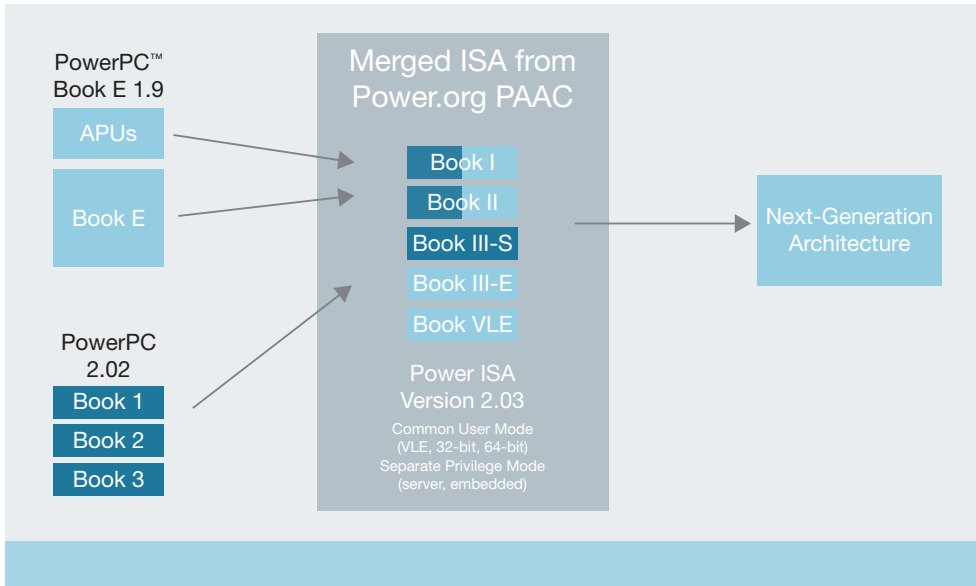 PowerPC™
Book E 1.9
APUs
Book E
PowerPC
2.02
Book 1
Book 2
Book 3
Merged ISA from
Power.org PAAC
Book I
Book II
Book III-S
Book III-E
Book VLE
Power ISA
Version 2.03
Common User Mode
(VLE, 32-bit, 64-bit)
Separate Privilege Mode
(server, embedded)
Next-Generation
Architecture